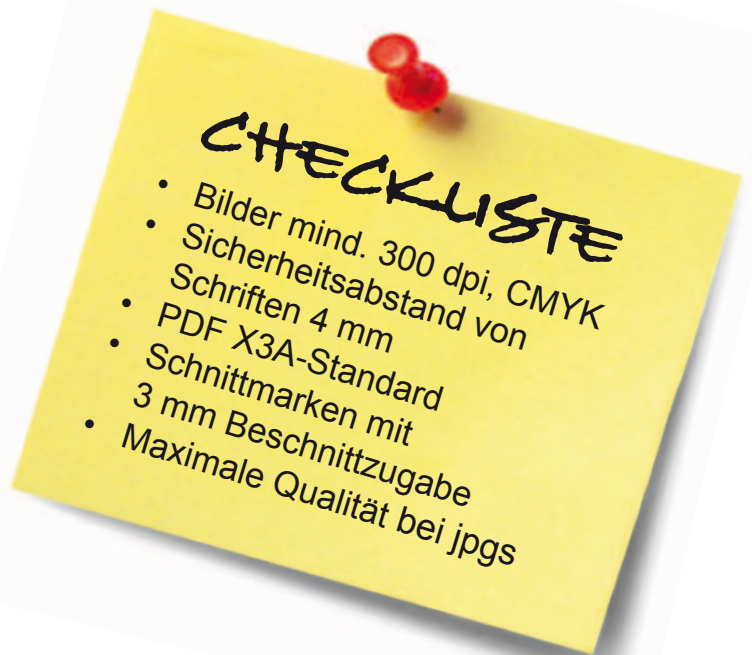 CHECKLISTE
• Bilder mind. 300 dpi, CMYK
• Sicherheitsabstand von
Schriften 4 mm
• PDF X3A-Standard
• Schnittmarken mit
3 mm Beschnittzugabe
• Maximale Qualität bei jpgs